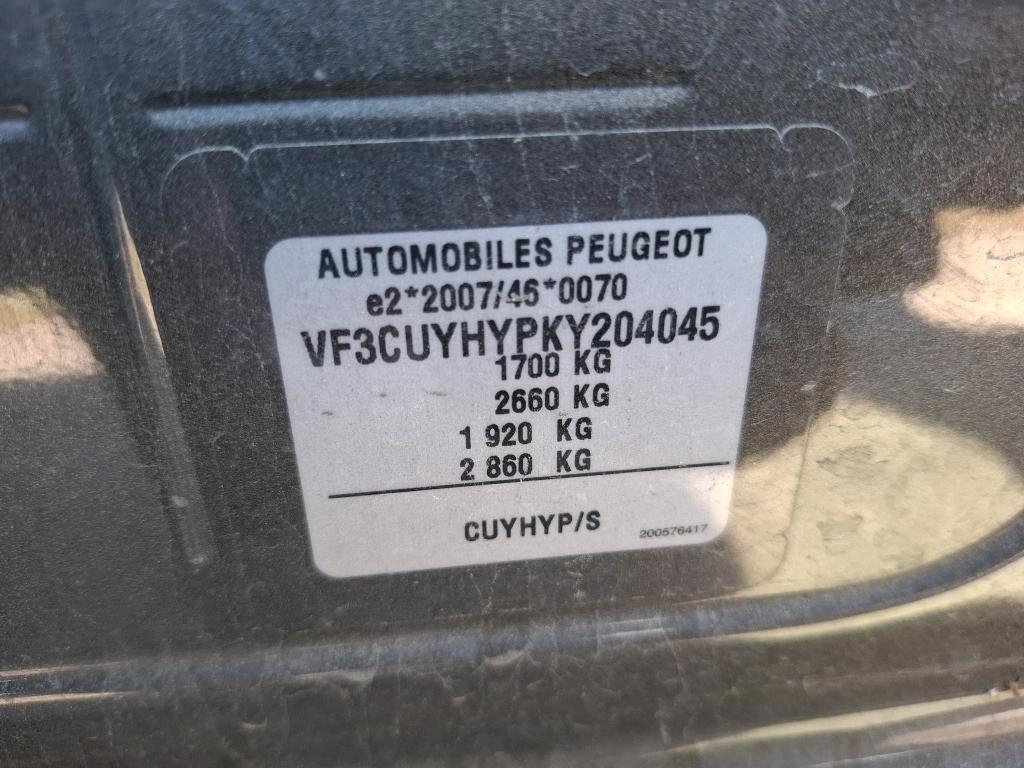 AUTOMOBILES PEUGEOT
e2*2007/46*0070
VF3CUYHYPKY204045
1700 KG
2660 KG
1 920 KG
2 860 KG
CUYHYP/S
200576417